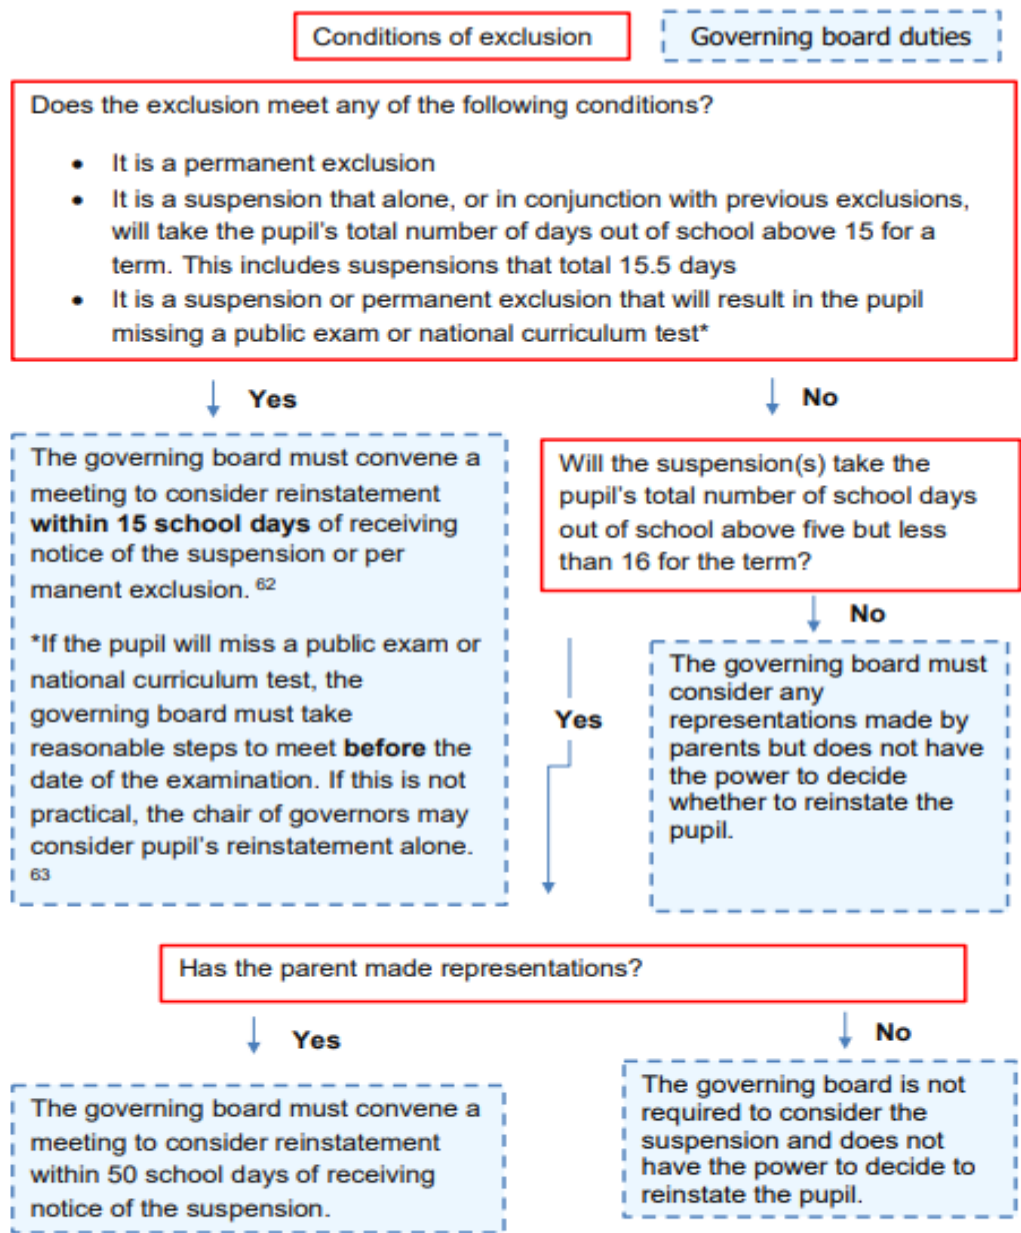 Conditions of exclusion
Governing board duties
Does the exclusion meet any of the following conditions?
• It is a permanent exclusion
• It is a suspension that alone, or in conjunction with previous exclusions,
will take the pupil's total number of days out of school above 15 for a
term. This includes suspensions that total 15.5 days
• It is a suspension or permanent exclusion that will result in the pupil
missing a public exam or national curriculum test*
Yes
No
The governing board must convene a
meeting to consider reinstatement
within 15 school days of receiving
notice of the suspension or per
manent exclusion. 62
*If the pupil will miss a public exam or
national curriculum test, the
governing board must take
reasonable steps to meet before the
date of the examination. If this is not
practical, the chair of governors may
consider pupil's reinstatement alone.
63
Will the suspension(s) take the
pupil's total number of school days
out of school above five but less
than 16 for the term?
No
Yes
The governing board must
consider any
representations made by
parents but does not have
the power to decide
whether to reinstate the
pupil.
Has the parent made representations?
Yes
No
The governing board must convene a
meeting to consider reinstatement
within 50 school days of receiving
notice of the suspension.
The governing board is not
required to consider the
suspension and does not
have the power to decide to
reinstate the pupil.